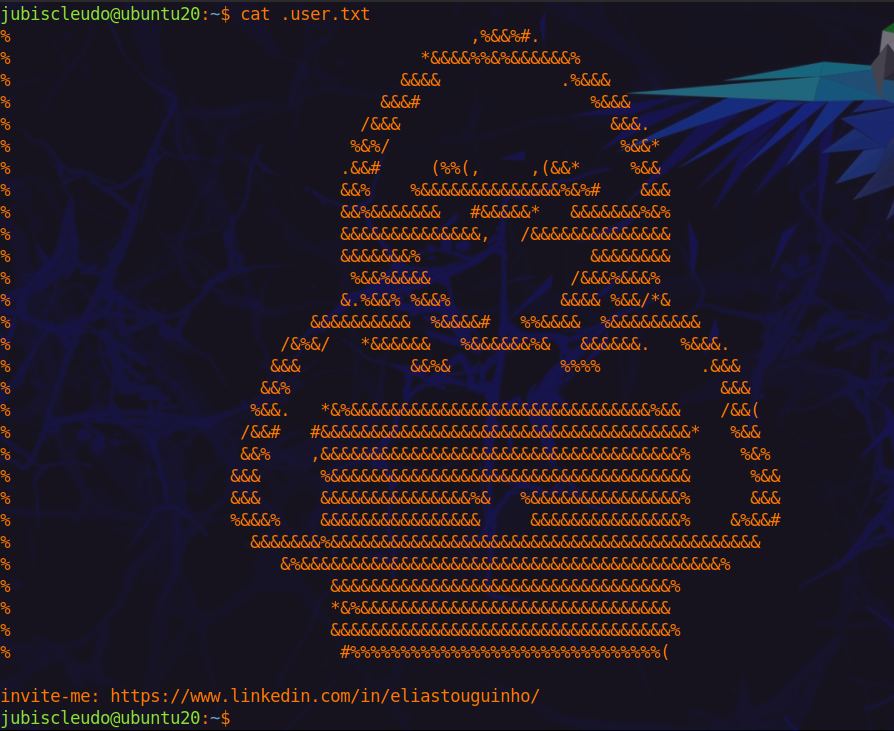 jubiscleudo@ubuntu20:~$ cat .user.txt
%                                              ,%&&%#.
%                                         *&&&&%%&%&&&&&&%
%                                       &&&&            .%&&&
%                                     &&&#                 %&&&
%                                   /&&&                     &&&.
%                                  %&%/                       %&&*
%                                 .&&#     (%%(,     ,(&&*     %&&
%                                 &&%    %&&&&&&&&&&&&&&%&%#    &&&
%                                 &&%&&&&&&&   #&&&&&*   &&&&&&&%&%
%                                 &&&&&&&&&&&&&&,   /&&&&&&&&&&&&&&
%                                 &&&&&&&%                 &&&&&&&&
%                                  %&&%&&&&              /&&&%&&&%
%                                 &.%&&% %&&%           &&&& %&&/*&
%                              &&&&&&&&&&  %&&&&#   %%&&&&  %&&&&&&&&&
%                           /&%&/   *&&&&&&   %&&&&&&%&   &&&&&&.   %&&&.
%                          &&&           &&%&           %%%%          .&&&
%                         &&%                                           &&&
%                        %&&.   *&%&&&&&&&&&&&&&&&&&&&&&&&&&&&&&&%&&    /&&(
%                       /&&#   #&&&&&&&&&&&&&&&&&&&&&&&&&&&&&&&&&&&&&*   %&&
%                       &&%    ,&&&&&&&&&&&&&&&&&&&&&&&&&&&&&&&&&&&&%     %&%
%                      &&&      %&&&&&&&&&&&&&&&&&&&&&&&&&&&&&&&&&&&&      %&&
%                      &&&      &&&&&&&&&&&&&&&%&   %&&&&&&&&&&&&&&&%      &&&
%                      %&&&%    &&&&&&&&&&&&&&&&     &&&&&&&&&&&&&&&%    &%&&#
%                        &&&&&&&%&&&&&&&&&&&&&&&&&&&&&&&&&&&&&&&&&&&&&&&&&&&
%                           &%&&&&&&&&&&&&&&&&&&&&&&&&&&&&&&&&&&&&&&&&&&%
%                                &&&&&&&&&&&&&&&&&&&&&&&&&&&&&&&&&&%
%                                *&%&&&&&&&&&&&&&&&&&&&&&&&&&&&&&&&
%                                &&&&&&&&&&&&&&&&&&&&&&&&&&&&&&&&&&%
%                                 #%%%%%%%%%%%%%%%%%%%%%%%%%%%%%%%(
invite-me: https://www.linkedin.com/in/eliastouguinho/
jubiscleudo@ubuntu20:~$